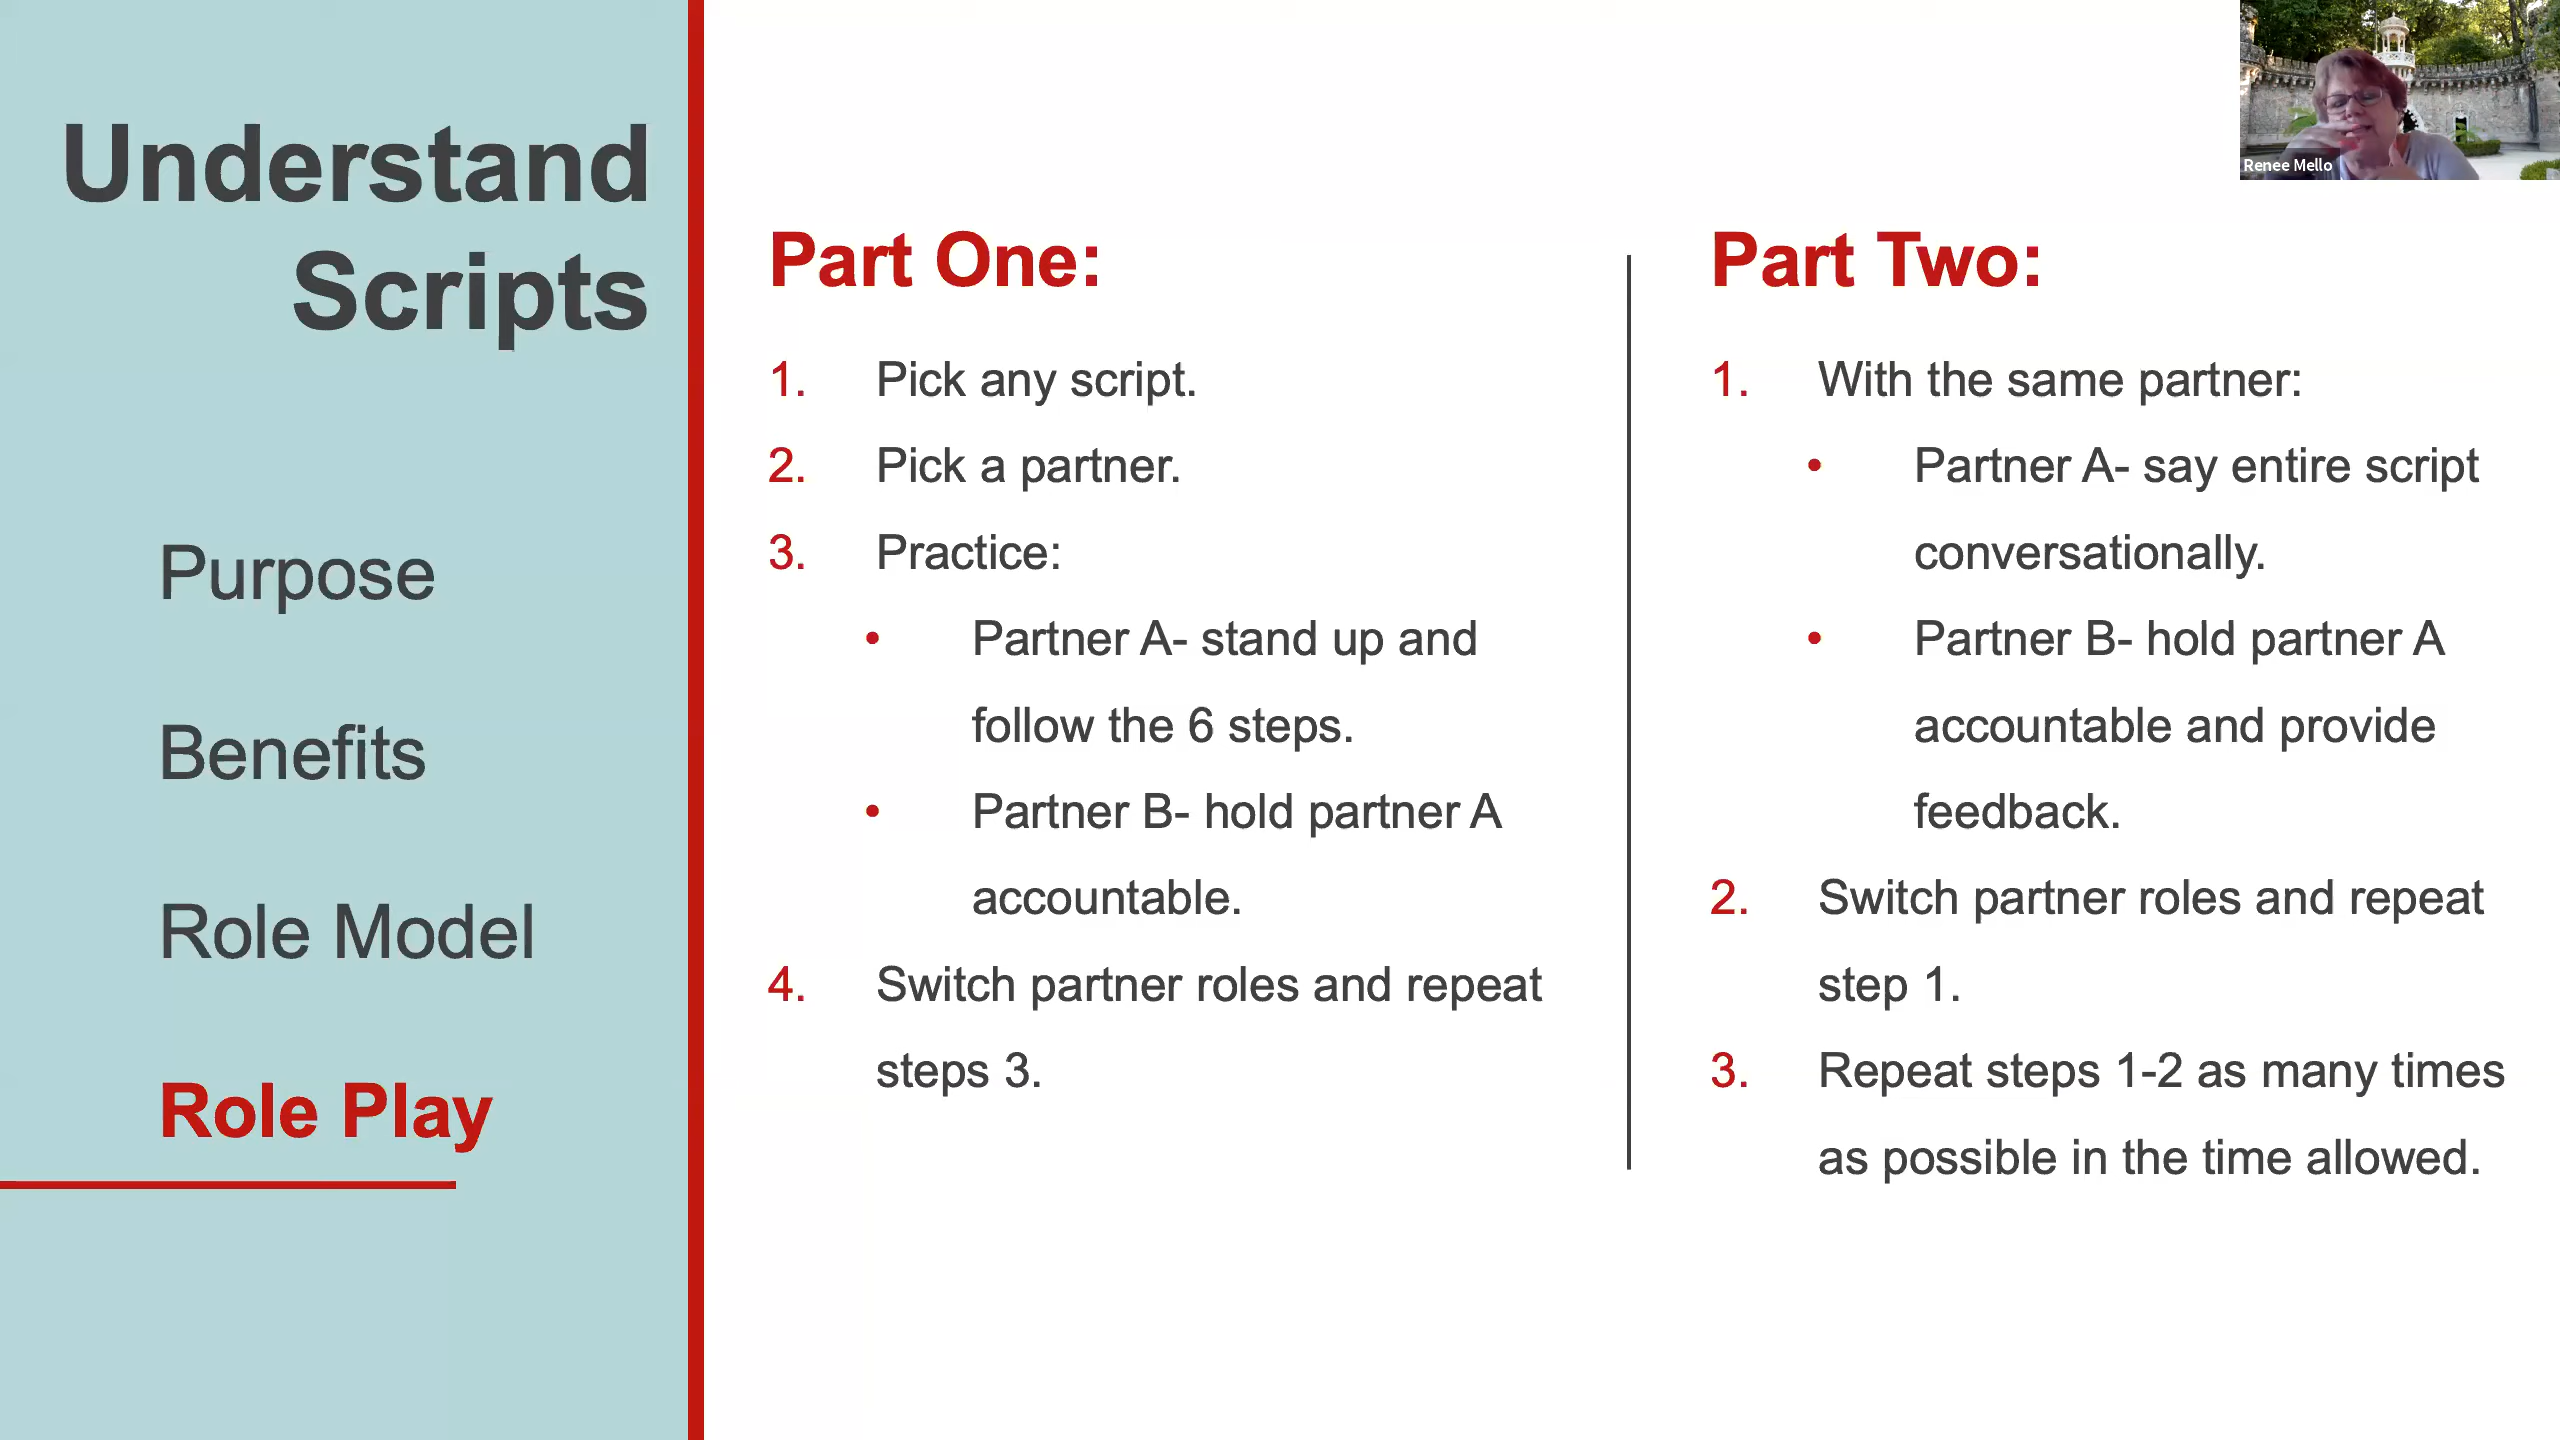 Understand
Scripts
Purpose
Benefits
Role Model
Role Play
Part One:
1. Pick any script.
2. Pick a partner.
3. Practice:
• Partner A- stand up and
follow the 6 steps.
• Partner B- hold partner A
accountable.
4. Switch partner roles and repeat
steps 3.
Part Two:
1. With the same partner:
• Partner A- say entire script
conversationally.
• Partner B- hold partner A
accountable and provide
feedback.
2. Switch partner roles and repeat
step 1.
3. Repeat steps 1-2 as many times
as possible in the time allowed.
Renee Mello